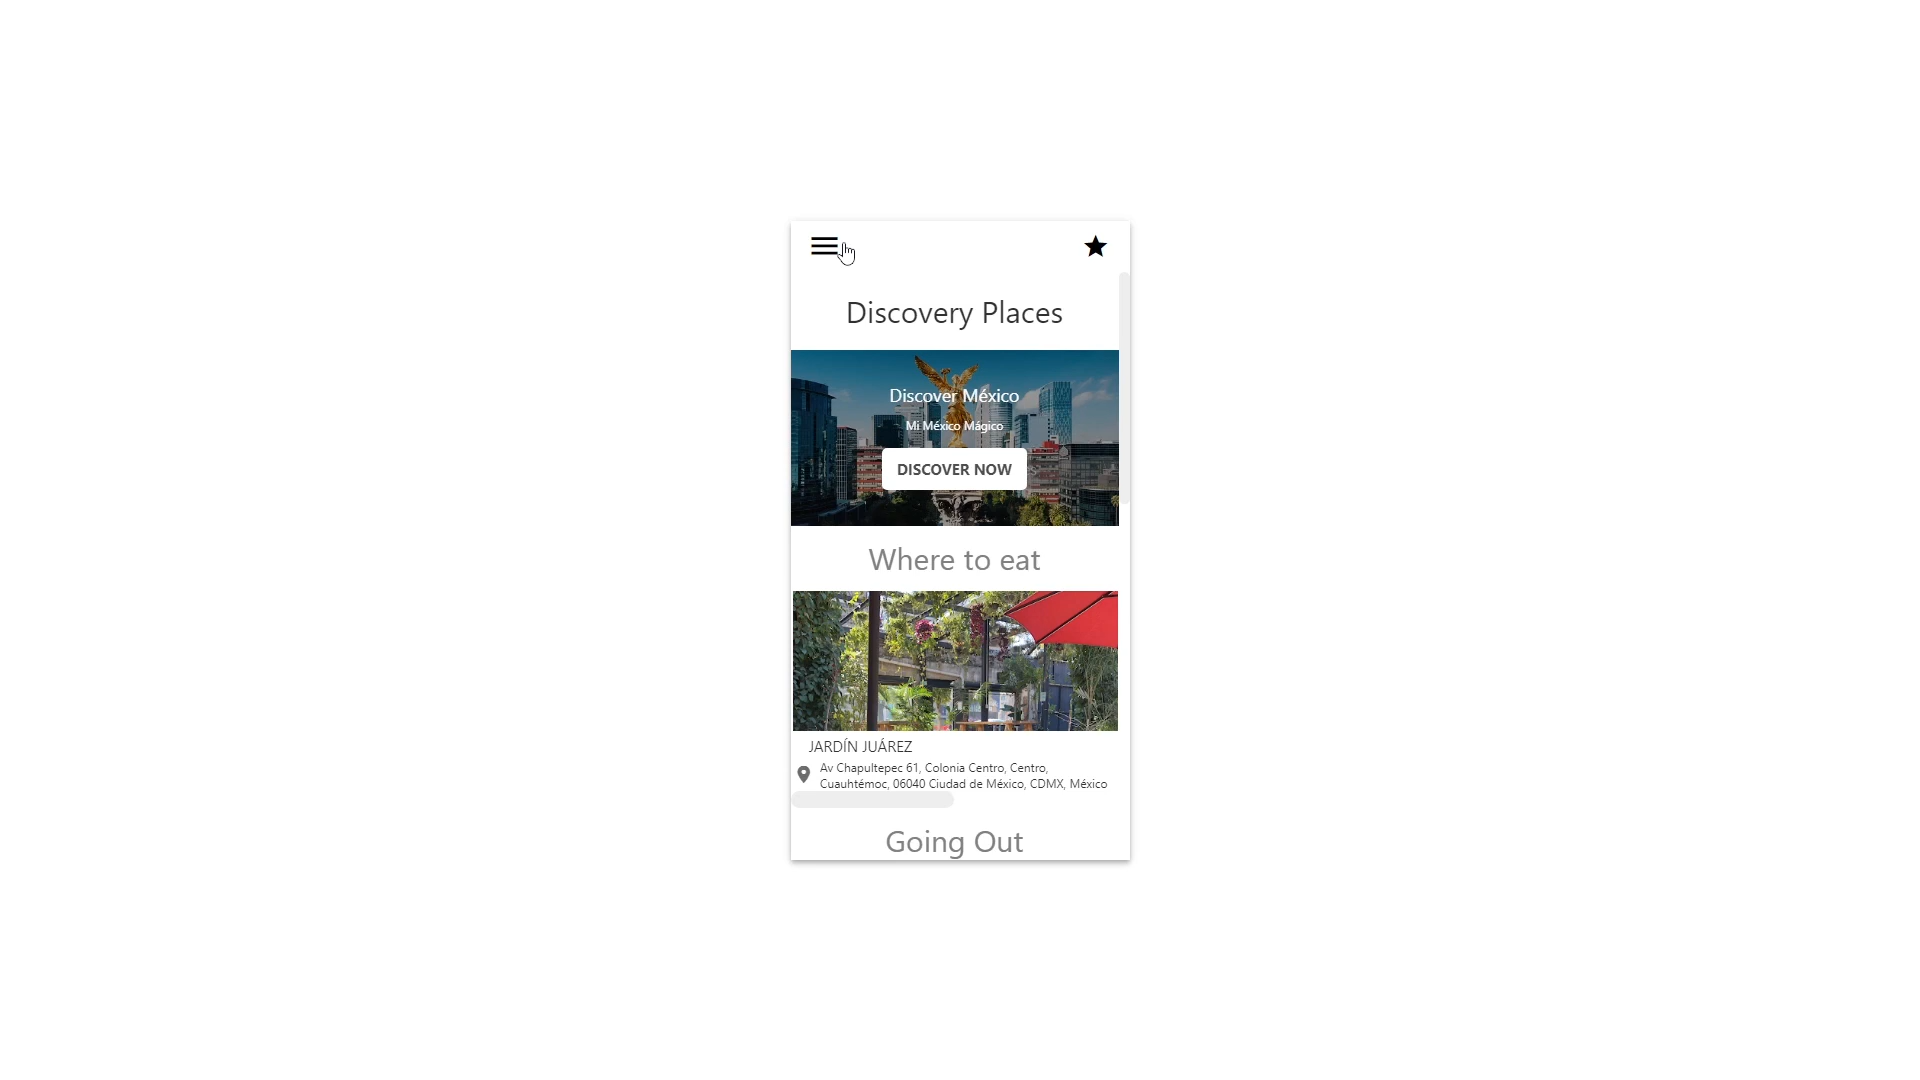 Discovery Places
Discover México
Mi México Mágico
DISCOVER NOW
Where to eat
JARDÍN JUÁREZ
Av Chapultepec 61, Colonia Centro, Centro,
Cuauhtémoc, 06040 Ciudad de México, CDMX, México
Going Out